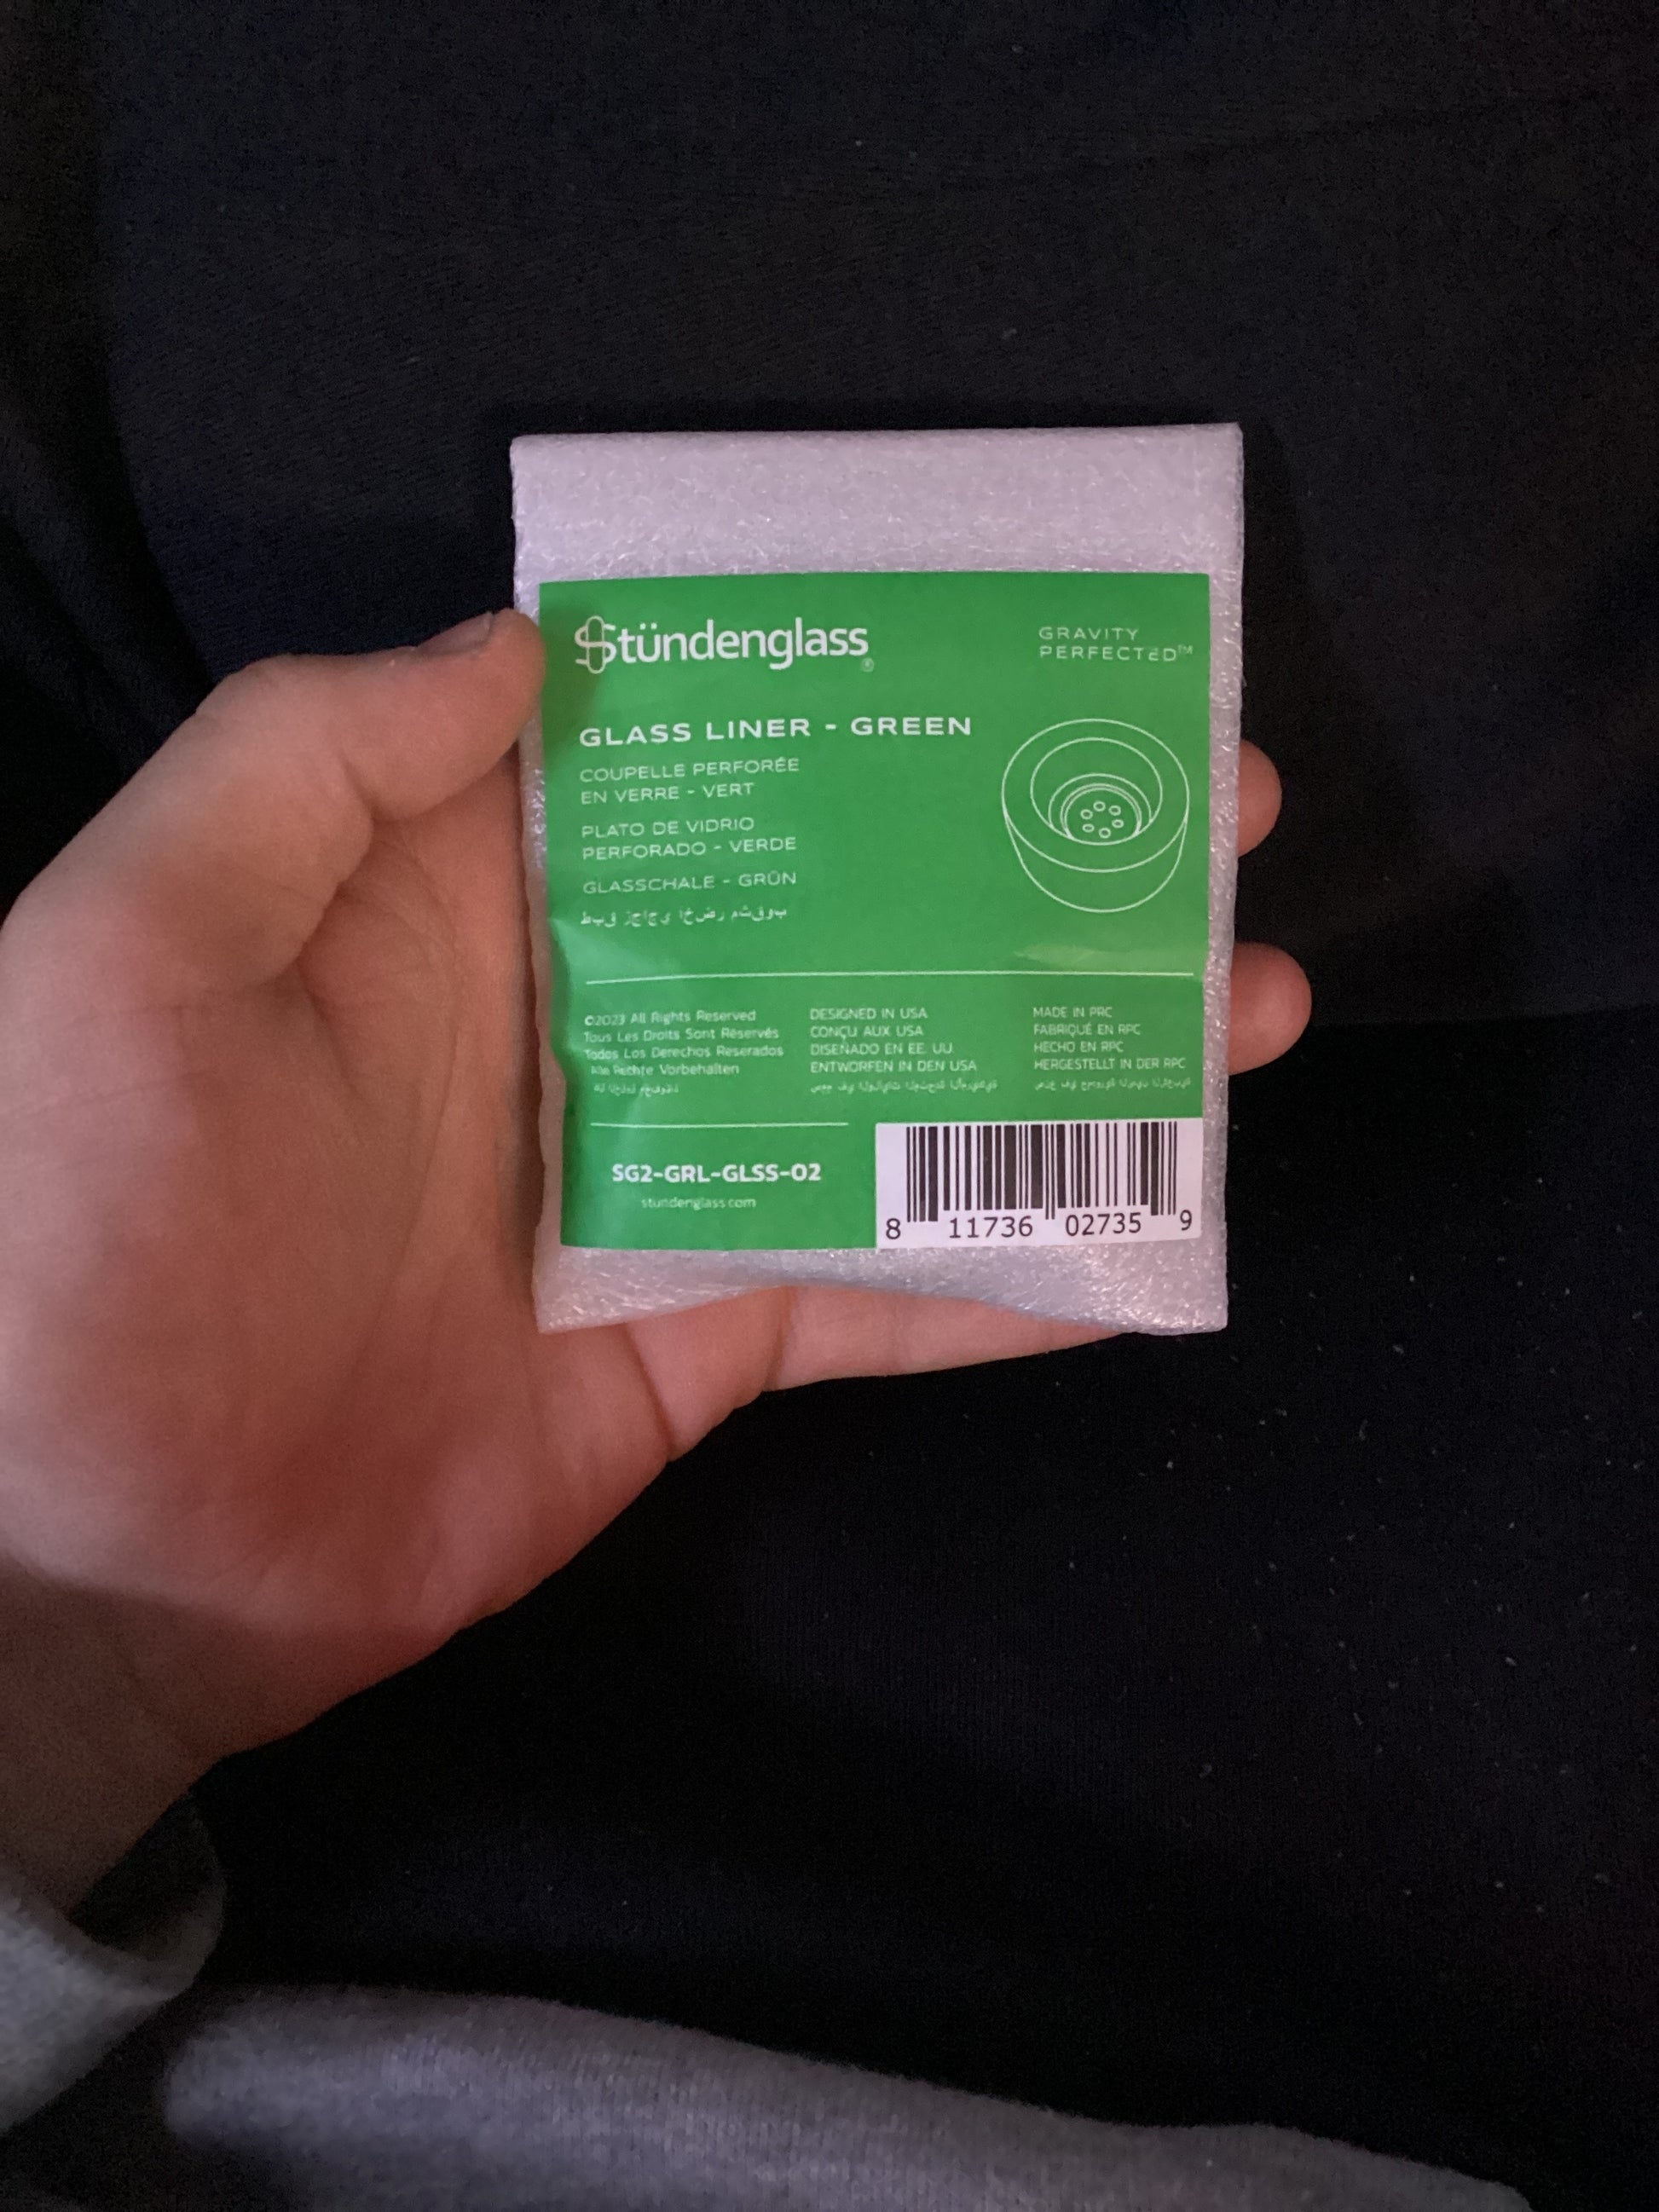 Stündenglass®
GRAVITY
PERFECTED™
GLASS LINER - GREEN
COUPELLE PERFORÉE
EN VERRE - VERT
PLATO DE VIDRIO
PERFORADO - VERDE
GLASSCHALE - GRÜN
©2023 All Rights Reserved
Tous Les Droits Sont Réservés
Todos Los Derechos Reserados
Alle Rechte Vorbehalten
DESIGNED IN USA
CONÇU AUX USA
DISEÑADO EN EE. UU
ENTWORFEN IN DEN USA
MADE IN PRC
FABRIQUÉ EN RPC
HECHO EN RPC
HERGESTELLT IN DER RPC
SG2-GRL-GLSS-02
stundenglass.com
8 11736 02735 9